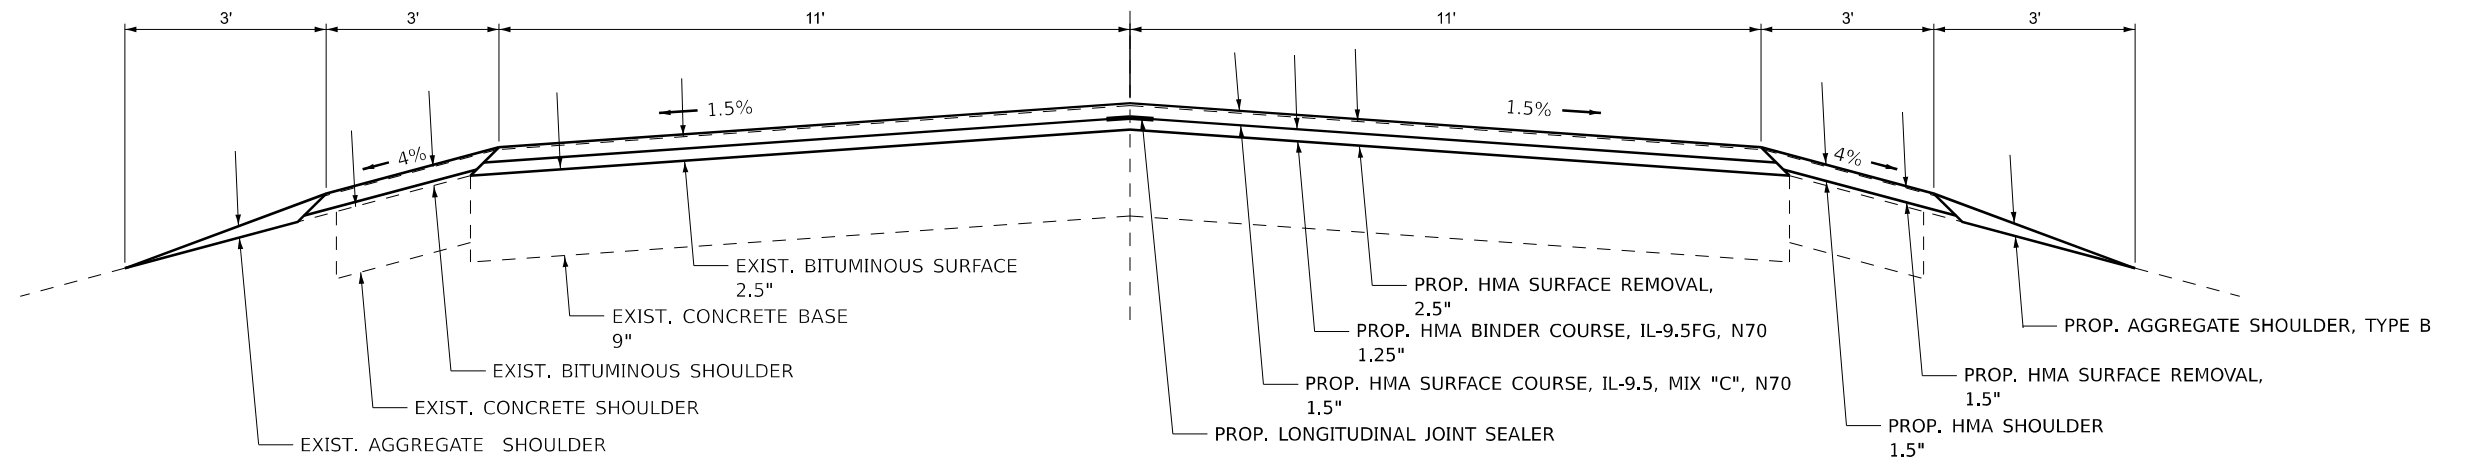 3' 3' 11' 11' 3' 3'
1.5% 1.5%
4% 4%
EXIST. BITUMINOUS SURFACE
2.5"
EXIST. CONCRETE BASE
9"
EXIST. BITUMINOUS SHOULDER
EXIST. CONCRETE SHOULDER
EXIST. AGGREGATE SHOULDER
PROP. HMA SURFACE REMOVAL,
2.5"
PROP. HMA BINDER COURSE, IL-9.5FG, N70
1.25"
PROP. HMA SURFACE COURSE, IL-9.5, MIX "C", N70
1.5"
PROP. LONGITUDINAL JOINT SEALER
PROP. AGGREGATE SHOULDER, TYPE B
PROP. HMA SURFACE REMOVAL,
1.5"
PROP. HMA SHOULDER
1.5"